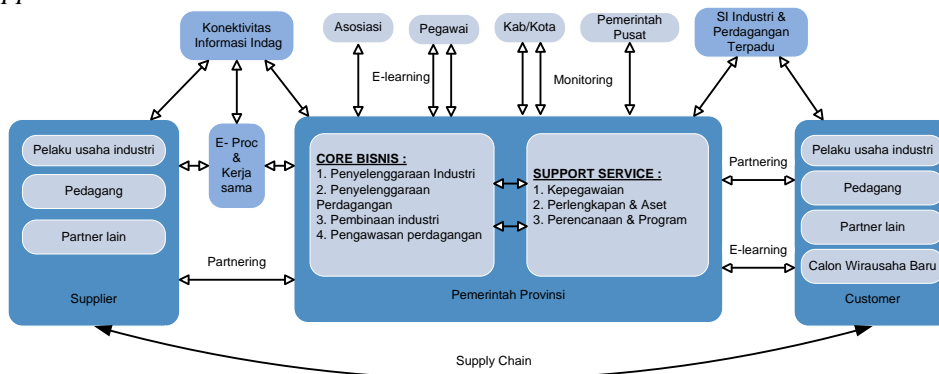 Konektivitas
Informasi Indag
Asosiasi
Pegawai
Kab/Kota
Pemerintah
Pusat
SI Industri &
Perdagangan
Terpadu
E-learning
Monitoring
Pelaku usaha industri
Pedagang
Partner lain
Supplier
E- Proc
&
Kerja
sama
Partnering
CORE BISNIS :
1. Penyelenggaraan Industri
2. Penyelenggaraan
Perdagangan
3. Pembinaan industri
4. Pengawasan perdagangan
SUPPORT SERVICE :
1. Kepegawaian
2. Perlengkapan & Aset
3. Perencanaan & Program
Pemerintah Provinsi
Partnering
E-learning
Pelaku usaha industri
Pedagang
Partner lain
Calon Wirausaha Baru
Customer
Supply Chain